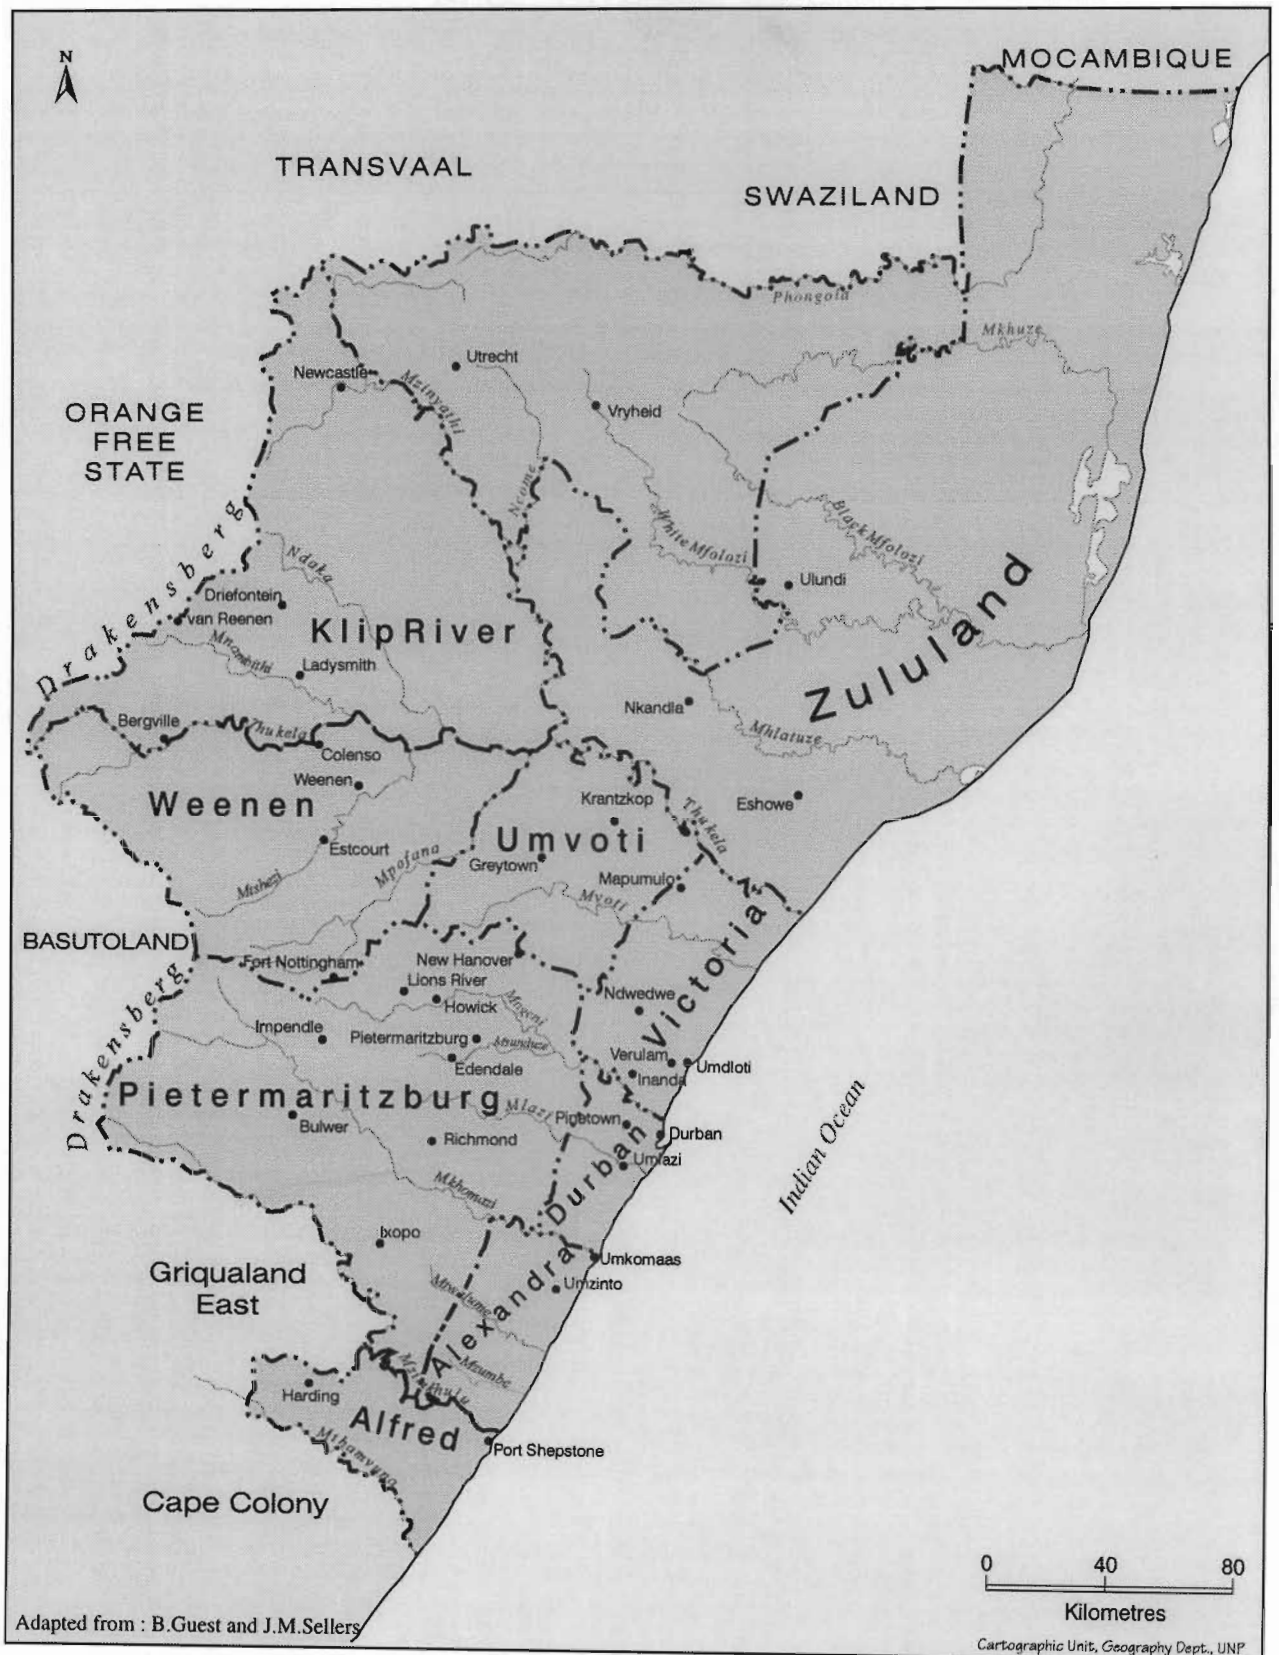 N
MOCAMBIQUE
TRANSVAAL
SWAZILAND
Phongola
Mkhuze
Utrecht
Newcastle
Mzinyathi
Vryheid
ORANGE
FREE
STATE
Ncome
White Mfolozi
Black Mfolozi
Drakensberg
Ndaka
Ulundi
Driefontein
van Reenen
KlipRiver
Zululand
Mnambithi
Ladysmith
Nkandla
Bergville
Thukela
Mhlatuze
Colenso
Weenen
Weenen
Krantzkop
Thukela
Eshowe
Umvoti
Estcourt
Mpofana
Greytown
Mapumulo
Mtshezi
Mvoti
Victoria
BASUTOLAND
Fort Nottingham
New Hanover
Lions River
Ndwedwe
Howick
Mngeni
Drakensberg
Impendle
Pietermaritzburg
Msunduze
Edendale
Verulam
Umdloti
Inanda
Pietermaritzburg
Mlazi
Pinetown
Bulwer
Richmond
Durban
Durban
Umlazi
Indian Ocean
Mkhomazi
Ixopo
Umkomaas
Griqualand
East
Umzinto
Alexandra
Mtwalume
Mzumbe
Mzimkhulu
Harding
Alfred
Port Shepstone
Mthamvuna
Cape Colony
0 40 80
Kilometres
Adapted from : B.Guest and J.M.Sellers
Cartographic Unit, Geography Dept., UNP